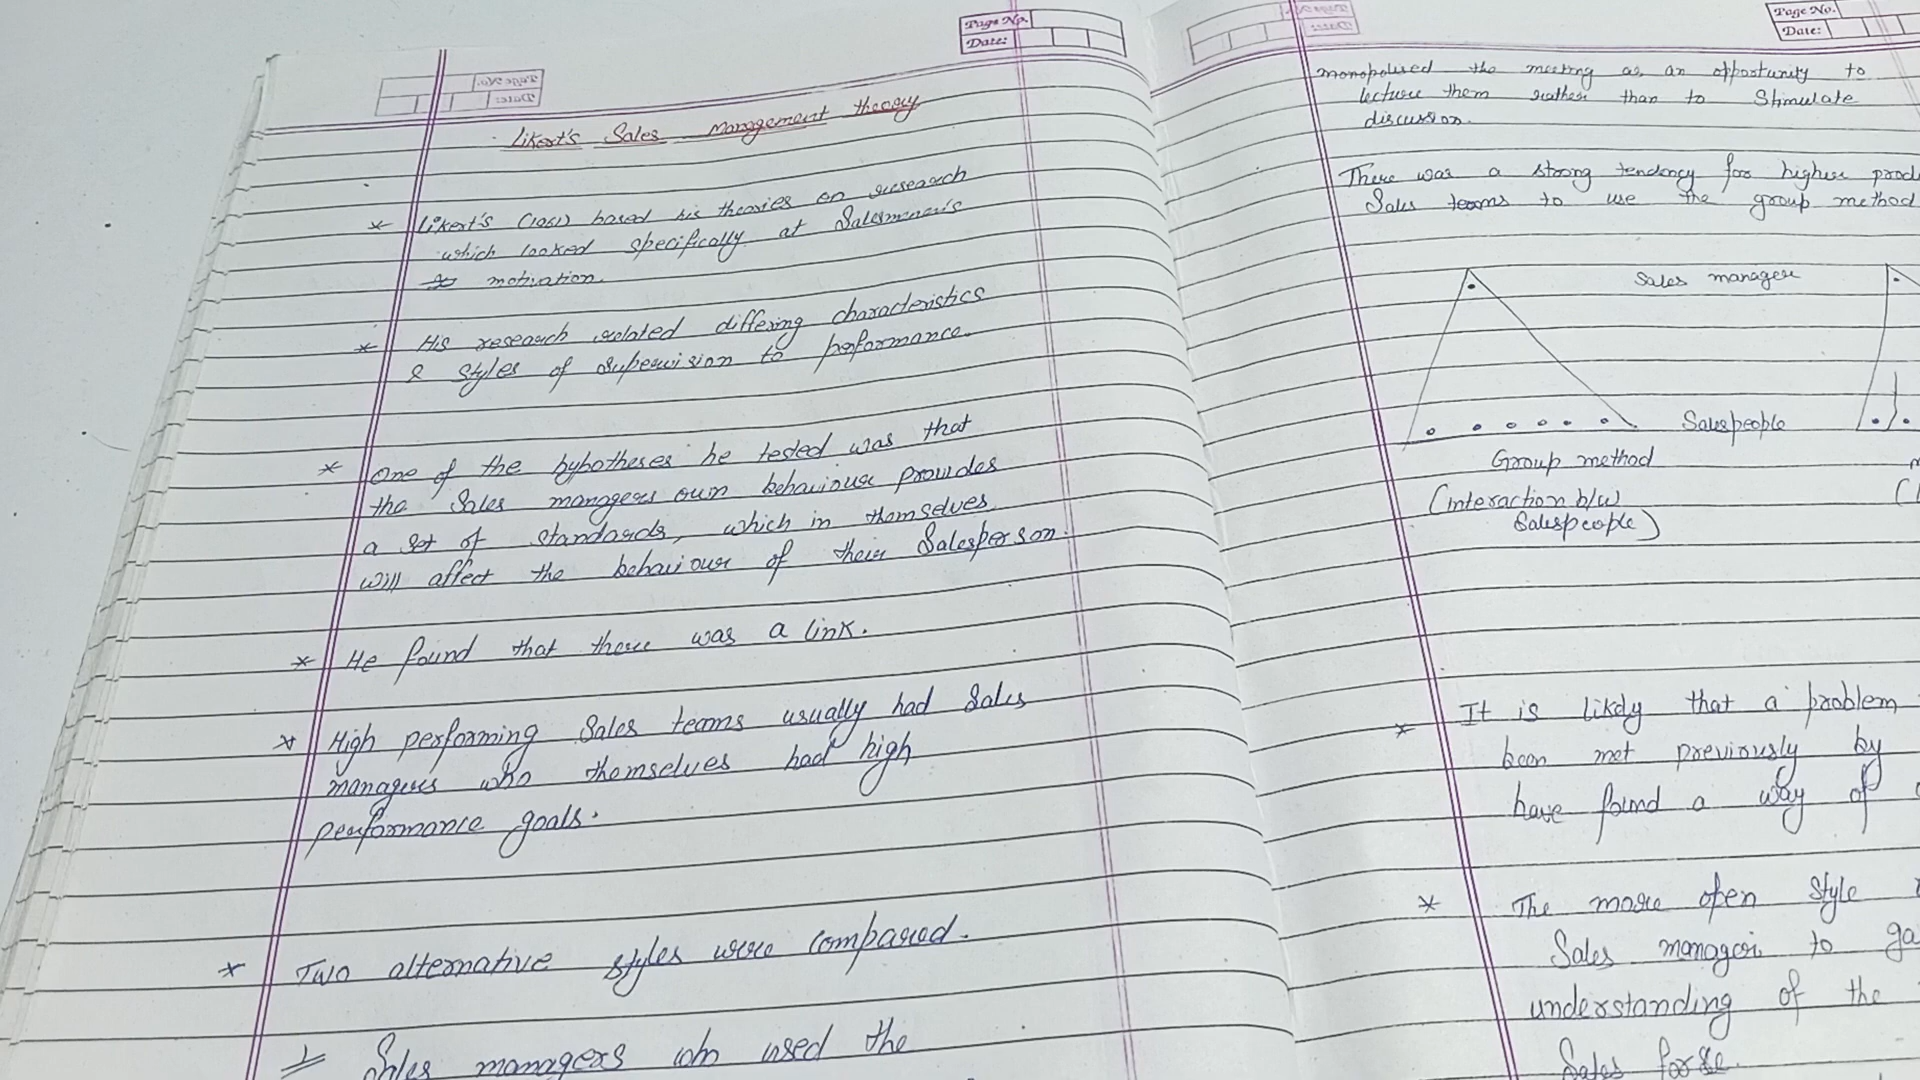 Page No.
Date:
Likert's Sales Management theory
* Likert's (1961) based his theories on research
which looked specifically at Salesmen's
motivation.
* His research related differing characteristics
& styles of supervision to performance.
* One of the hypotheses he tested was that
the Sales managers own behaviour provides
a set of standards, which in themselves
will affect the behaviour of their Salesperson.
* He found that there was a link.
* High performing Sales teams usually had Sales
managers who themselves had high
performance goals.
* Two alternative styles were compared.
Sales managers who used the
Page No.
Date:
monopolised the meeting as an opportunity to
lecture them rather than to Stimulate
discussion.
There was a strong tendency for higher
Sales teams to use the group method
Sales manager
Salespeople
Group method
(Interaction b/w
Salespeople)
* It is likely that a problem
been met previously by
have found a way of
* The more open style
Sales manager to
understanding of the
Sales